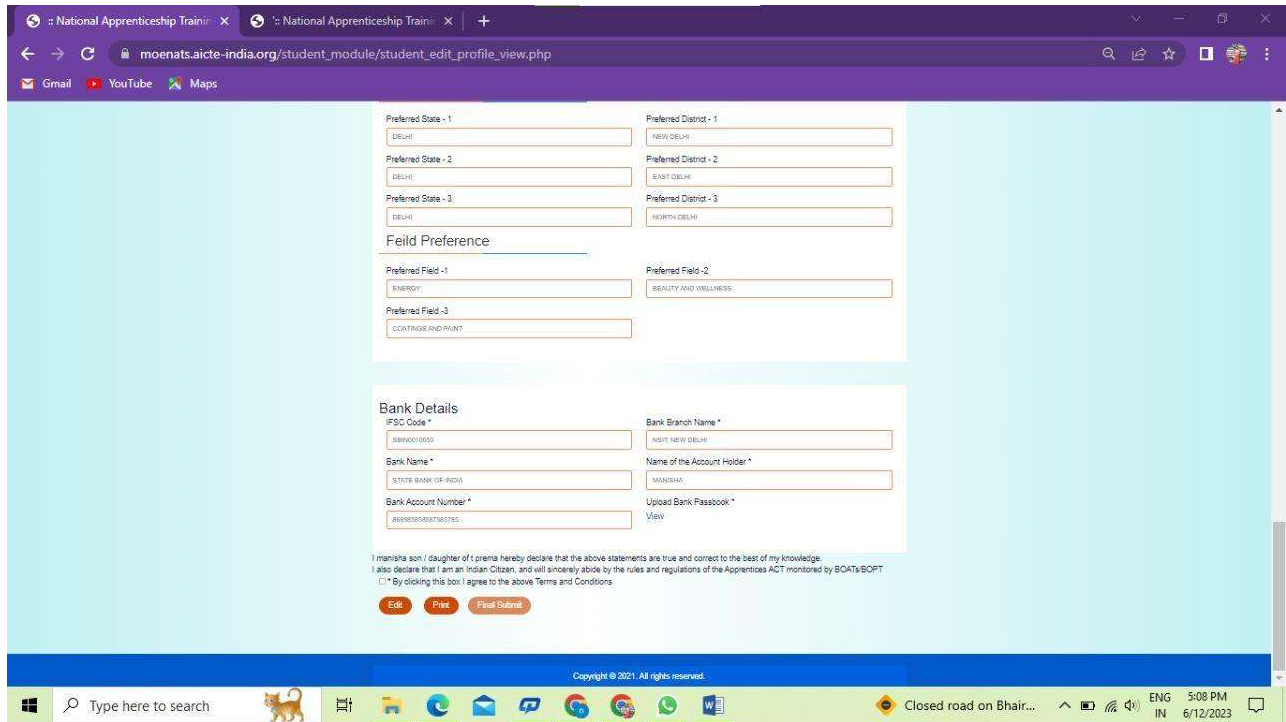 :: National Apprenticeship Trainin
':: National Apprenticeship Trainin
moenats.aicte-india.org/student_module/student_edit_profile_view.php
Gmail YouTube Maps
Preferred State - 1 Preferred District - 1
DELHI NEW DELHI
Preferred State - 2 Preferred District - 2
DELHI EAST DELHI
Preferred State - 3 Preferred District - 3
DELHI NORTH DELHI
Feild Preference
Preferred Field -1 Preferred Field -2
ENERGY BEAUTY AND WELLNESS
Preferred Field -3
COATINGS AND PAINT
Bank Details
IFSC Code * Bank Branch Name *
NSIT, NEW DELHI
Bank Name * Name of the Account Holder *
STATE BANK OF INDIA MANISHA
Bank Account Number * Upload Bank Passbook *
View
I manisha son / daughter of t prema hereby declare that the above statements are true and correct to the best of my knowledge.
I also declare that I am an Indian Citizen, and will sincerely abide by the rules and regulations of the Apprentices ACT monitored by BOATs/BOPT
* By clicking this box I agree to the above Terms and Conditions
Edit Print Final Submit
Copyright © 2021. All rights reserved.
Type here to search
Closed road on Bhair...
ENG
IN
5:08 PM
6/12/2023